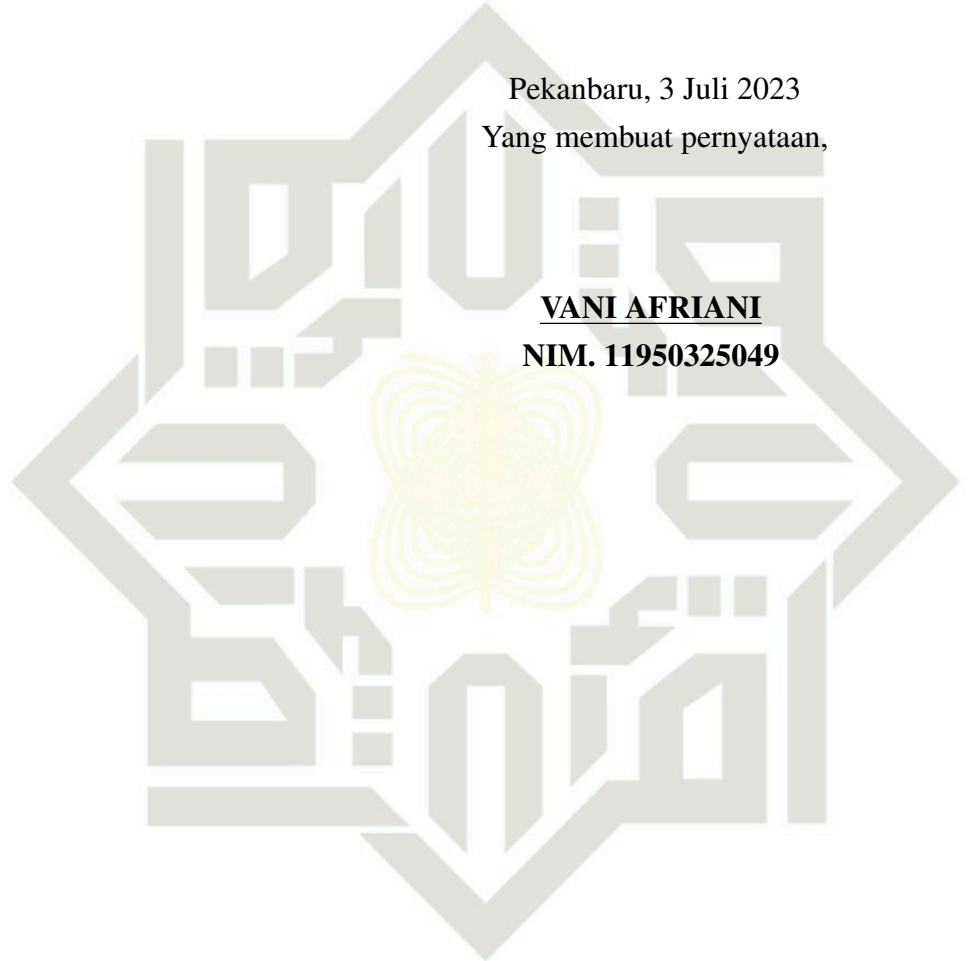 Pekanbaru, 3 Juli 2023
Yang membuat pernyataan,
VANI AFRIANI
NIM. 11950325049